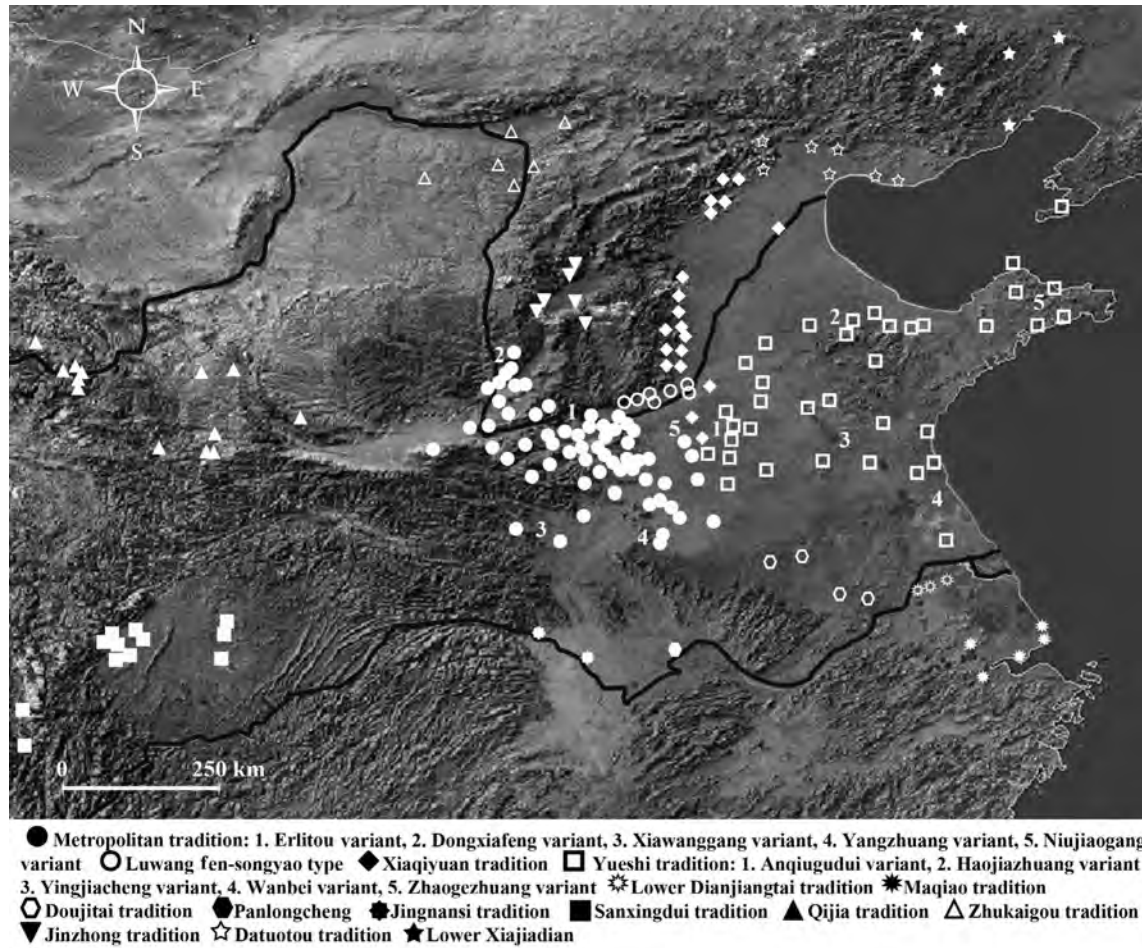 N
W E
S
2
5
2
1
5 1
3
4
3 4
0 250 km
Metropolitan tradition: 1. Erlitou variant, 2. Dongxiafeng variant, 3. Xiawanggang variant, 4. Yangzhuang variant, 5. Niujiaogang
variant Luwang fen-songyao type Xiaqiyuan tradition Yueshi tradition: 1. Anqiugudui variant, 2. Haojiazhuang variant
3. Yingjiacheng variant, 4. Wanbei variant, 5. Zhaogezhuang variant Lower Dianjiangtai tradition Maqiao tradition
Doujitai tradition Panlongcheng Jingnansi tradition Sanxingdui tradition Qijia tradition Zhukaigou tradition
Jinzhong tradition Datuotou tradition Lower Xiajiadian